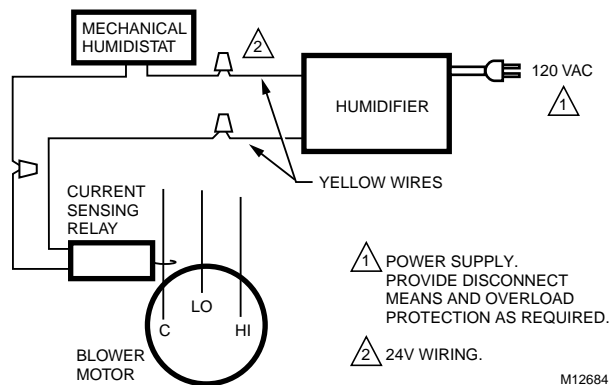 MECHANICAL
HUMIDISTAT
2
HUMIDIFIER
120 VAC
1
YELLOW WIRES
CURRENT
SENSING
RELAY
C
LO
HI
BLOWER
MOTOR
1 POWER SUPPLY.
PROVIDE DISCONNECT
MEANS AND OVERLOAD
PROTECTION AS REQUIRED.
2 24V WIRING.
M12684